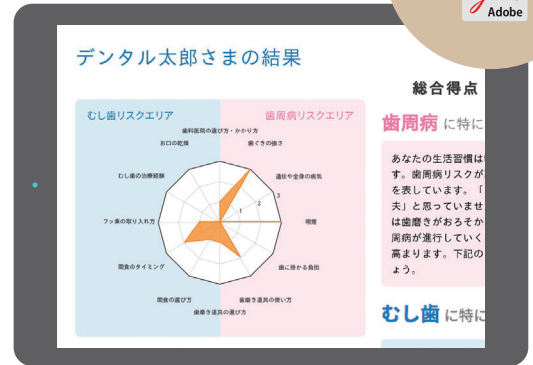 Adobe
デンタル太郎さまの結果
総合得点
むし歯リスクエリア
歯周病リスクエリア
歯科医院の選び方・かかり方
お口の乾燥
歯ぐきの強さ
むし歯の治療経験
遺伝や全身の病気
フッ素の取り入れ方
喫煙
1
2
3
間食のタイミング
歯に掛かる負担
間食の選び方
歯磨き道具の使い方
歯磨き道具の選び方
歯周病 に特に
あなたの生活習慣は
す。歯周病リスクが
を表しています。「
夫」と思っていませ
は歯磨きがおろそか
周病が進行していく
高まります。下記の
ょう。
むし歯 に特に